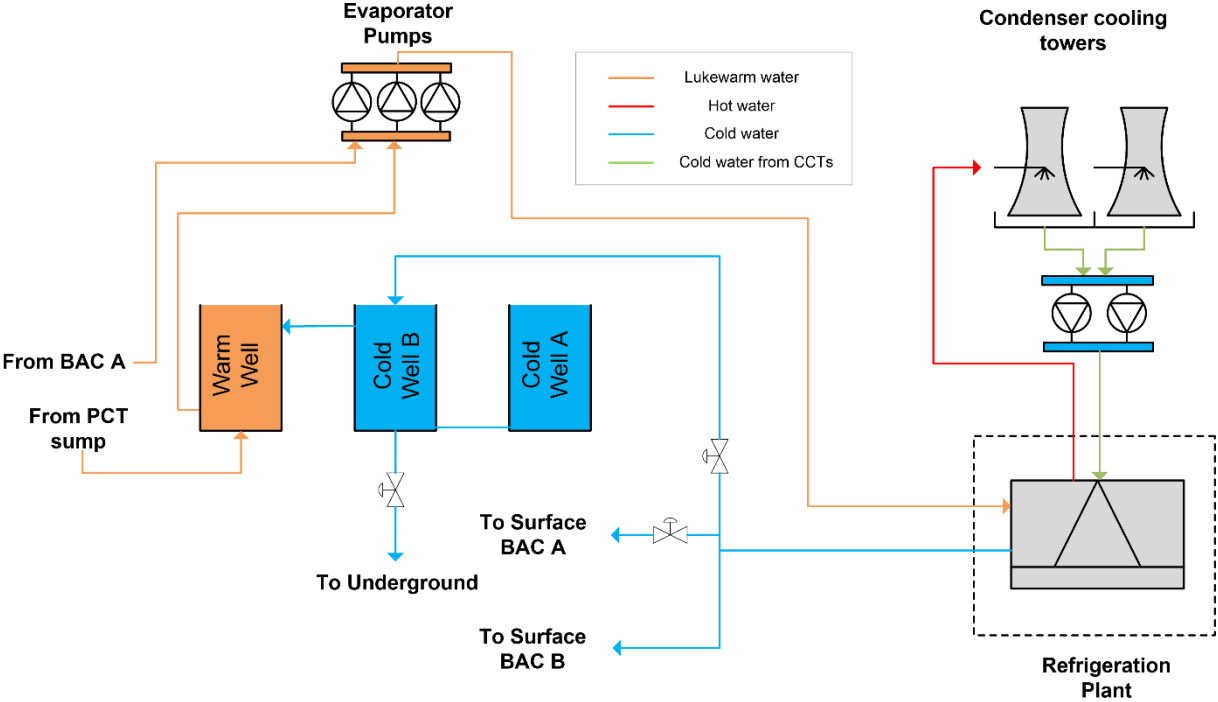 Evaporator
Pumps
Condenser cooling
towers
Lukewarm water
Hot water
Cold water
Cold water from CCTs
Warm
Well
Cold
Well B
Cold
Well A
From BAC A
From PCT
sump
To Surface
BAC A
To Underground
To Surface
BAC B
Refrigeration
Plant